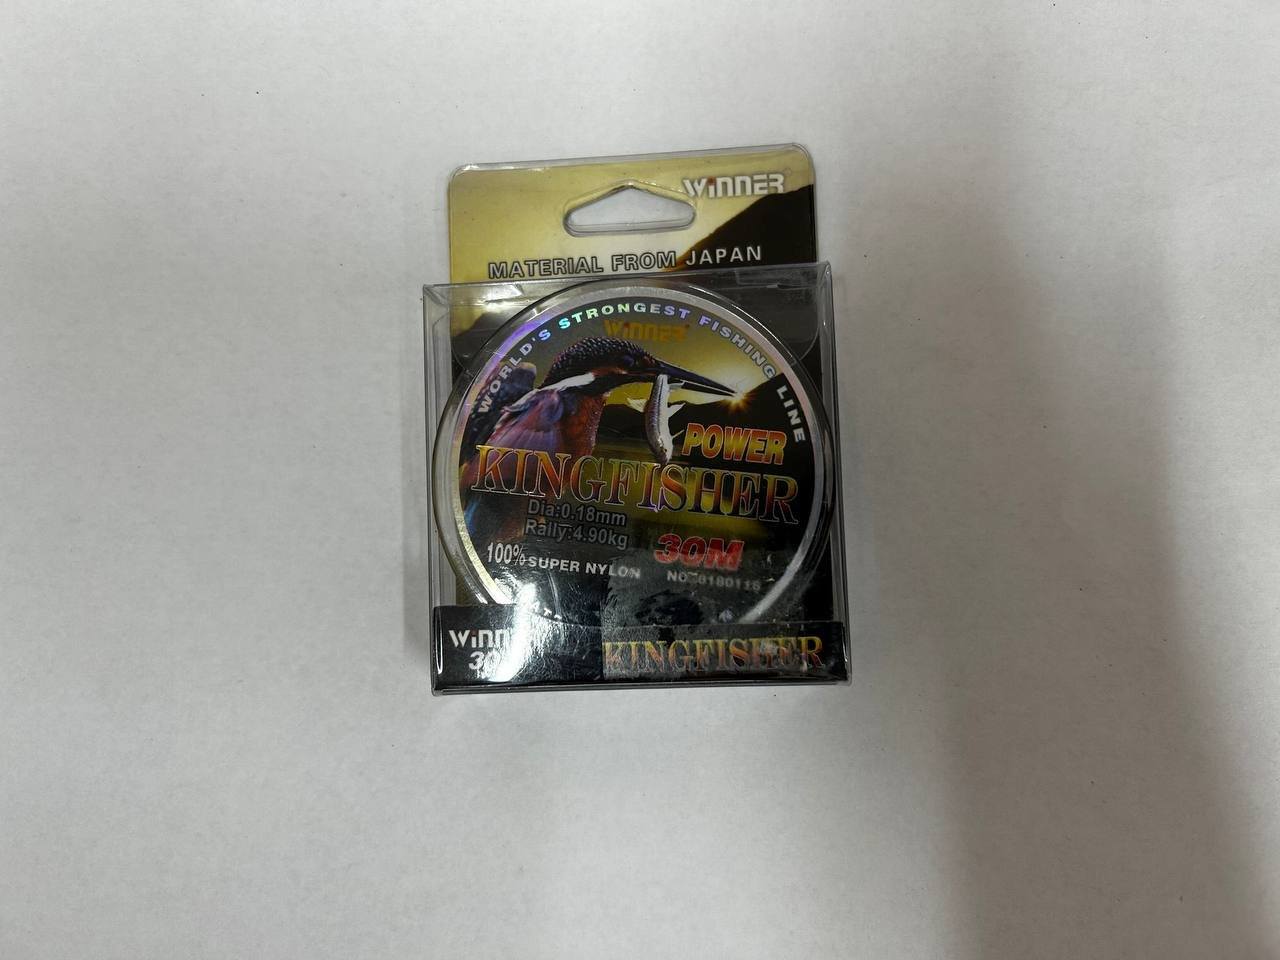 WINNER
MATERIAL FROM JAPAN
WORLD'S STRONGEST FISHING LINE
WINNER
POWER
KINGFISHER
Dia:0.18mm
Rally:4.90kg
30M
100% SUPER NYLON
KINGFISHER